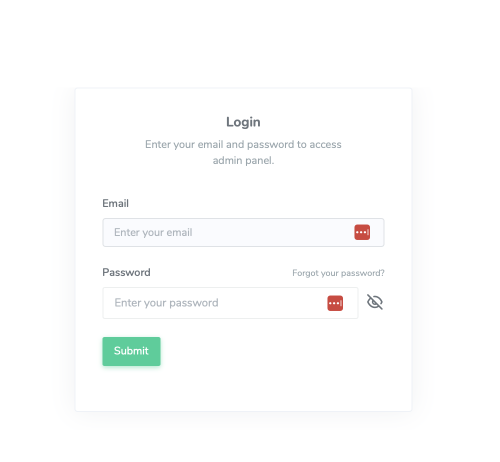 Login
Enter your email and password to access
admin panel.
Email
Enter your email
Password Forgot your password?
Enter your password
Submit